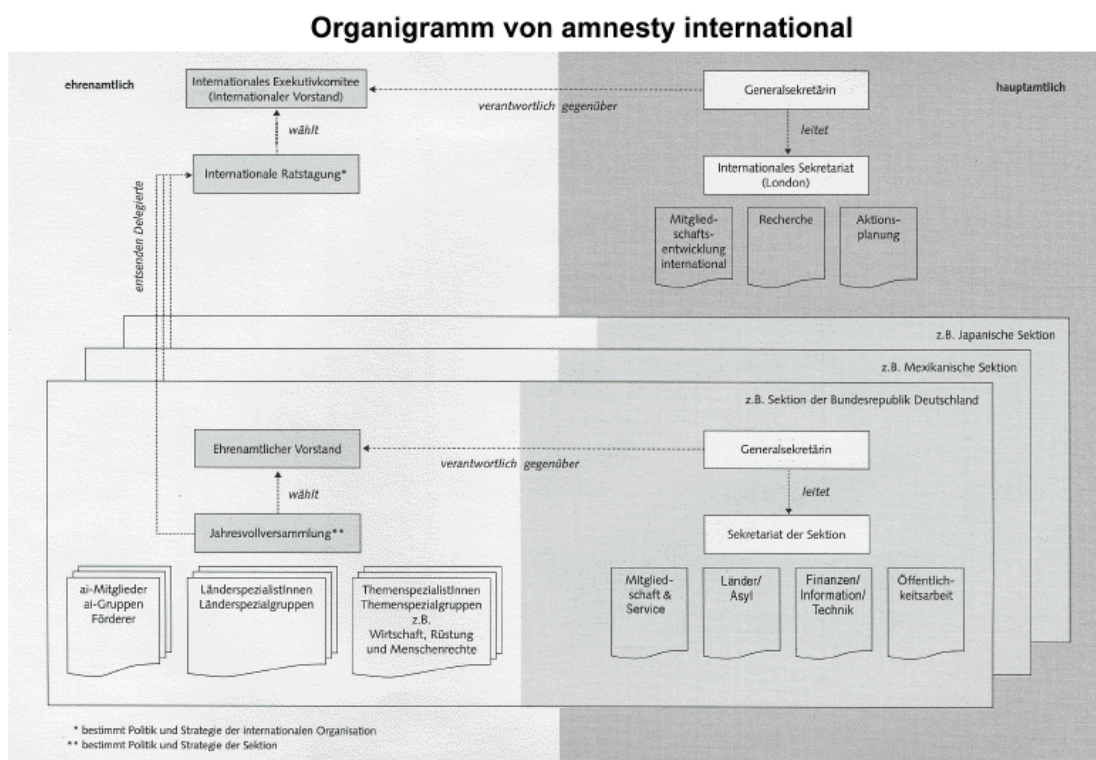 Organigramm von amnesty international
ehrenamtlich
Internationales Exekutivkomitee
(Internationaler Vorstand)
verantwortlich gegenüber
Generalsekretärin
hauptamtlich
wählt
leitet
Internationale Ratstagung*
Internationales Sekretariat
(London)
entsenden Delegierte
Mitglied-
schafts-
entwicklung
international
Recherche
Aktions-
planung
z.B. Japanische Sektion
z.B. Mexikanische Sektion
z.B. Sektion der Bundesrepublik Deutschland
Ehrenamtlicher Vorstand
verantwortlich gegenüber
Generalsekretärin
wählt
leitet
Jahresvollversammlung**
Sekretariat der Sektion
ai-Mitglieder
ai-Gruppen
Förderer
LänderspezialistInnen
Länderspezialgruppen
ThemenspezialistInnen
Themenspezialgruppen
z.B.
Wirtschaft, Rüstung
und Menschenrechte
Mitglied-
schaft &
Service
Länder/
Asyl
Finanzen/
Information/
Technik
Öffentlich-
keitsarbeit
* bestimmt Politik und Strategie der internationalen Organisation
** bestimmt Politik und Strategie der Sektion